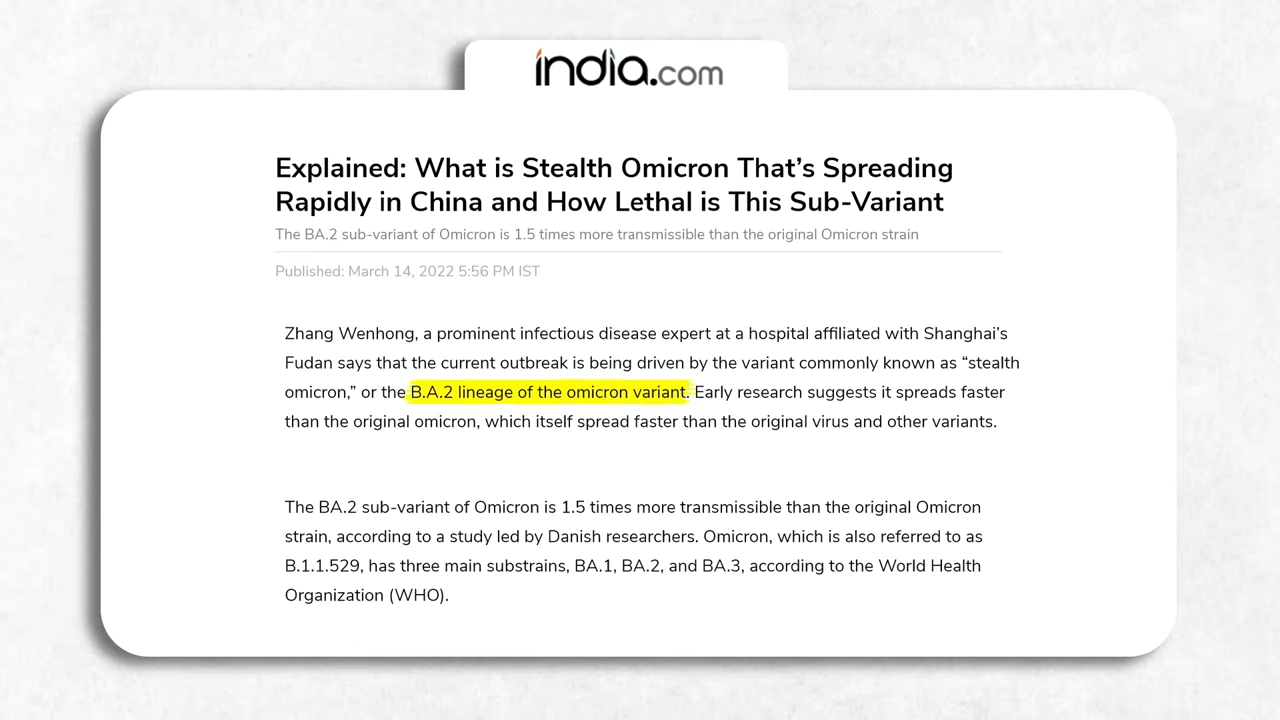 india.com
Explained: What is Stealth Omicron That’s Spreading
Rapidly in China and How Lethal is This Sub-Variant
The BA.2 sub-variant of Omicron is 1.5 times more transmissible than the original Omicron strain
Published: March 14, 2022 5:56 PM IST
Zhang Wenhong, a prominent infectious disease expert at a hospital affiliated with Shanghai’s
Fudan says that the current outbreak is being driven by the variant commonly known as “stealth
omicron,” or the B.A.2 lineage of the omicron variant. Early research suggests it spreads faster
than the original omicron, which itself spread faster than the original virus and other variants.
The BA.2 sub-variant of Omicron is 1.5 times more transmissible than the original Omicron
strain, according to a study led by Danish researchers. Omicron, which is also referred to as
B.1.1.529, has three main substrains, BA.1, BA.2, and BA.3, according to the World Health
Organization (WHO).